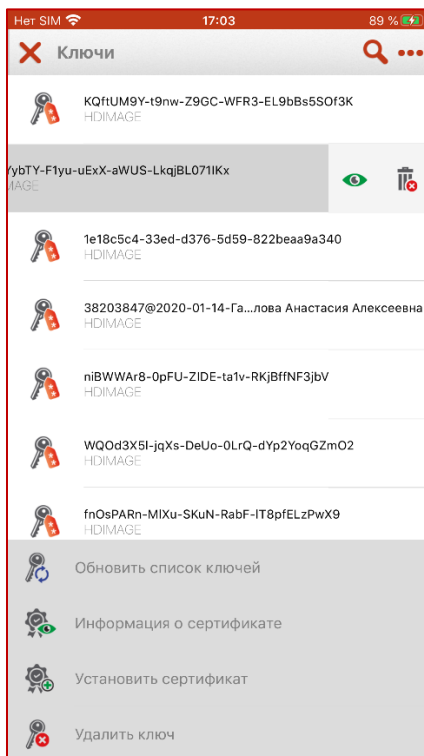 Нет SIM 17:03 89 %
Ключи
KQftUM9Y-t9nw-Z9GC-WFR3-EL9bBs5SOf3K
HDIMAGE
YybTY-F1yu-uExX-aWUS-LkqjBL071IKx
MAGE
1e18c5c4-33ed-d376-5d59-822beaa9a340
HDIMAGE
38203847@2020-01-14-Га...лова Анастасия Алексеевна
HDIMAGE
niBWWAr8-0pFU-ZIDE-ta1v-RKjBffNF3jbV
HDIMAGE
WQOd3X5I-jqXs-DeUo-0LrQ-dYp2YoqGZmO2
HDIMAGE
fnOsPARn-MlXu-SKuN-RabF-lT8pfELzPwX9
HDIMAGE
Обновить список ключей
Информация о сертификате
Установить сертификат
Удалить ключ